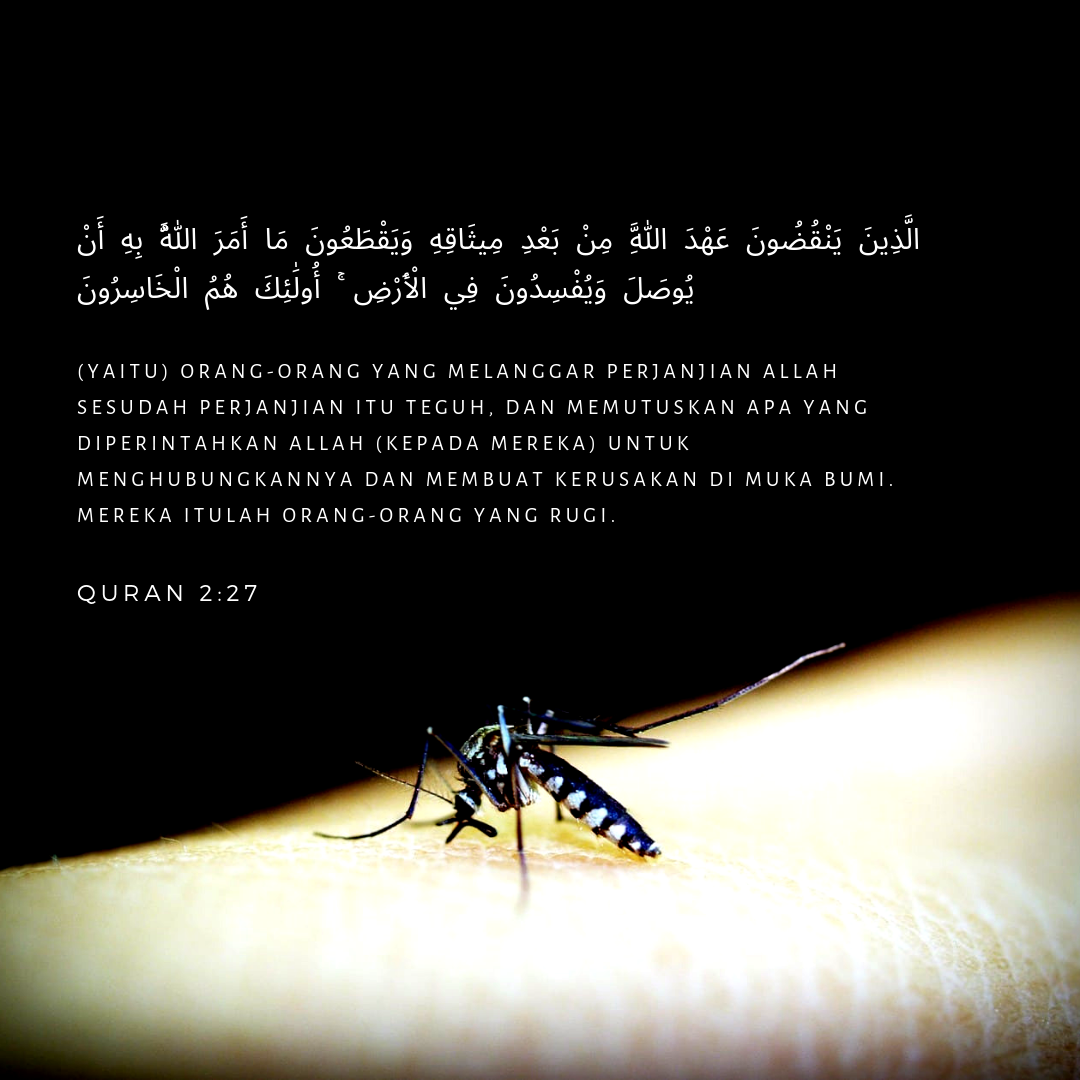 الَّذِينَ يَنْقُضُونَ عَهْدَ اللَّهِ مِنْ بَعْدِ مِيثَاقِهِ وَيَقْطَعُونَ مَا أَمَرَ اللَّهُ بِهِ أَنْ
يُوصَلَ وَيُفْسِدُونَ فِي الْأَرْضِ ۚ أُولَٰئِكَ هُمُ الْخَاسِرُونَ
(YAITU) ORANG-ORANG YANG MELANGGAR PERJANJIAN ALLAH
SESUDAH PERJANJIAN ITU TEGUH, DAN MEMUTUSKAN APA YANG
DIPERINTAHKAN ALLAH (KEPADA MEREKA) UNTUK
MENGHUBUNGKANNYA DAN MEMBUAT KERUSAKAN DI MUKA BUMI.
MEREKA ITULAH ORANG-ORANG YANG RUGI.
QURAN 2:27